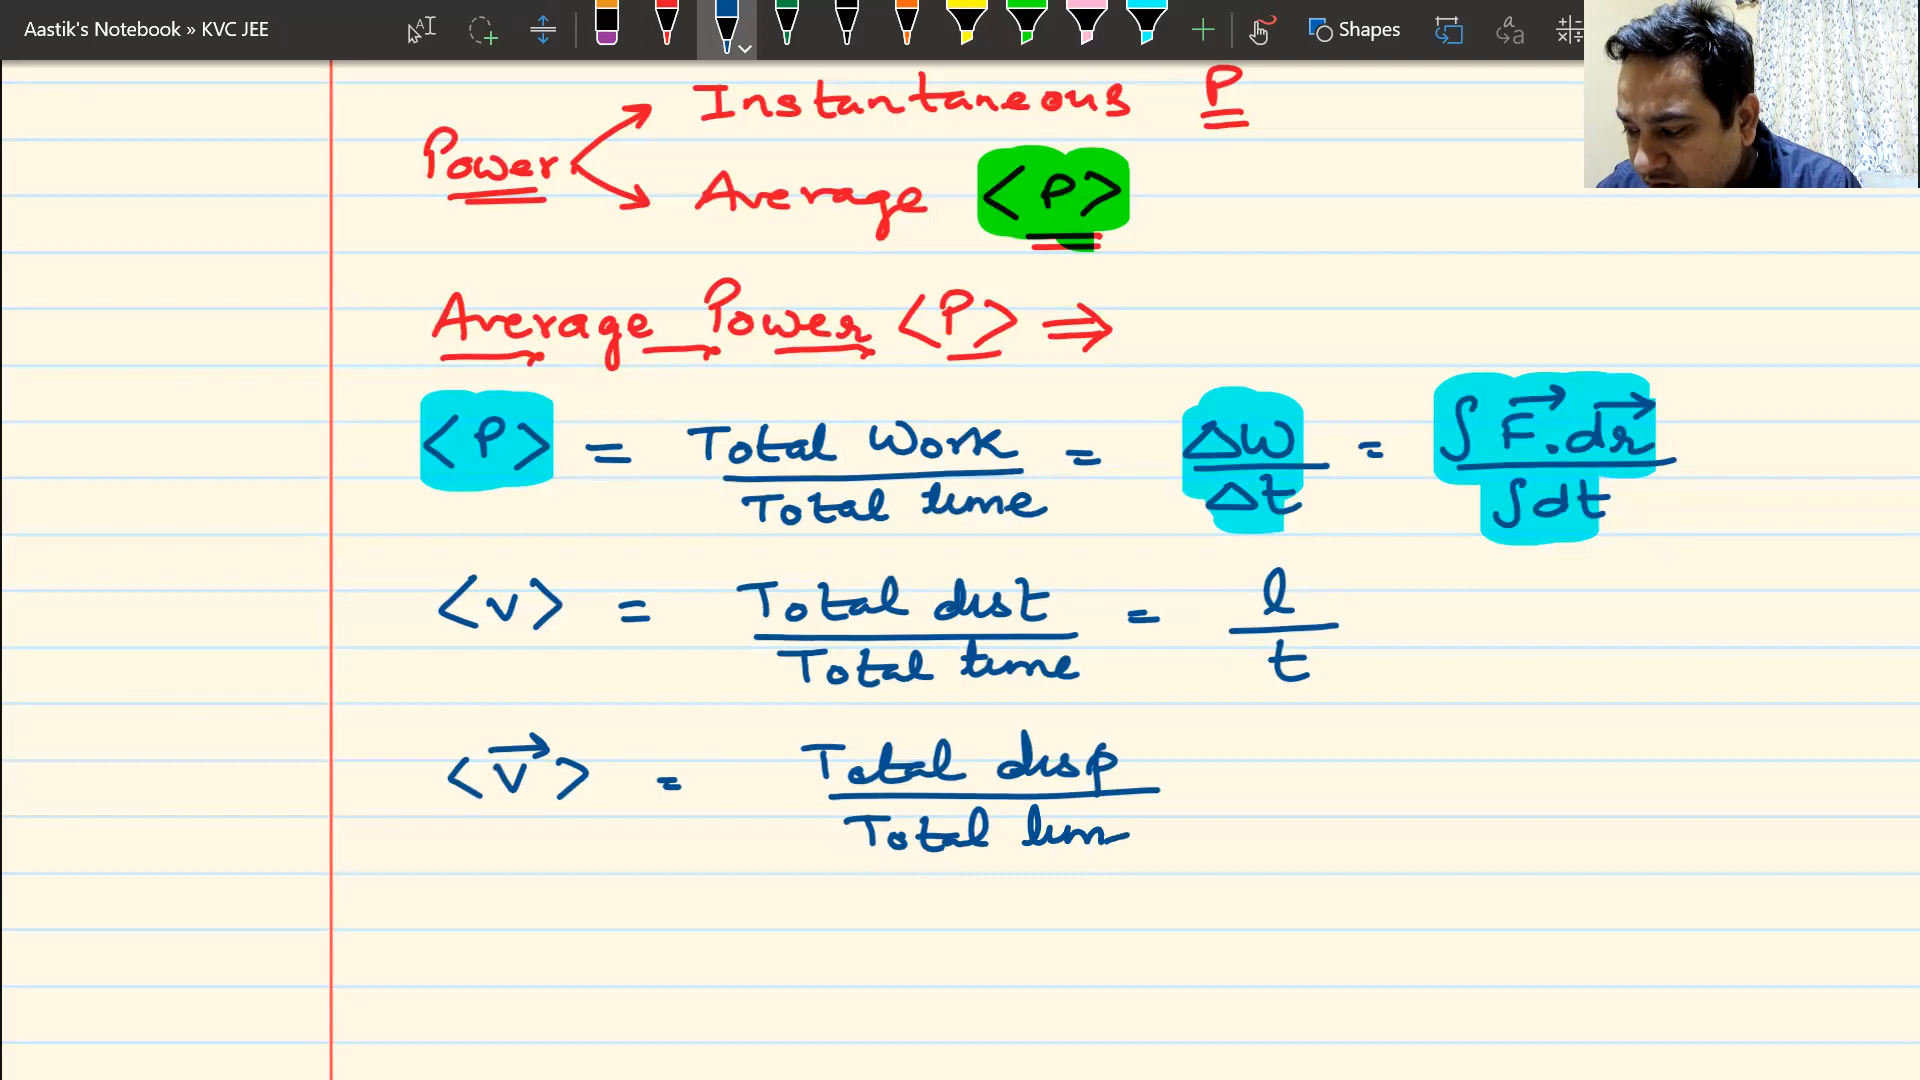 Aastik's Notebook » KVC JEE
Shapes
Instantaneous P
Power
Average <P>
Average Power <P> ⇒
<P> = Total Work / Total time = ΔW / Δt = ∫ F⃗ . dr⃗ / ∫ dt
<v> = Total dist / Total time = l / t
<v⃗> = Total disp / Total tim